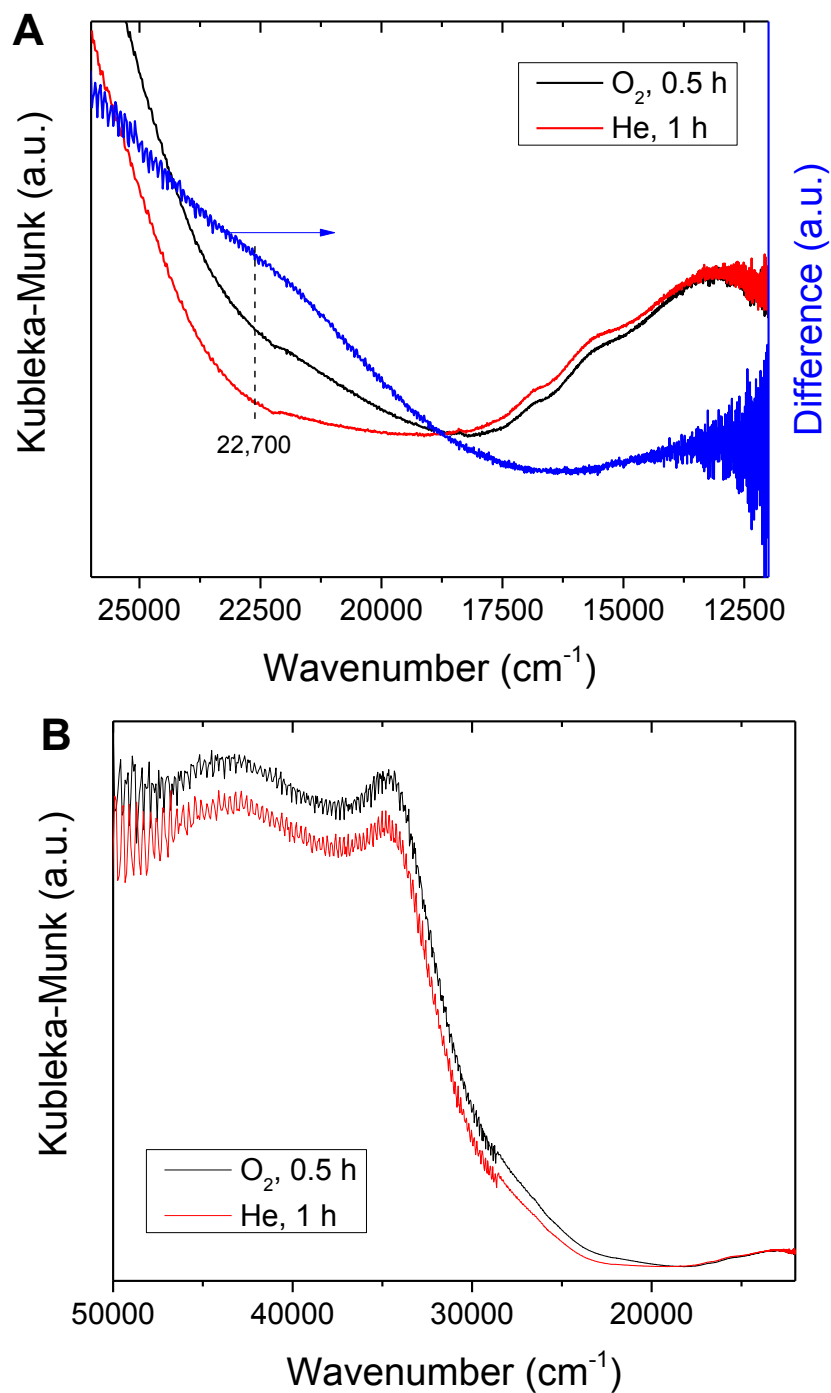 A
O₂, 0.5 h
He, 1 h
Kubleka-Munk (a.u.)
Difference (a.u.)
22,700
25000 22500 20000 17500 15000 12500
Wavenumber (cm⁻¹)
B
Kubleka-Munk (a.u.)
O₂, 0.5 h
He, 1 h
50000 40000 30000 20000
Wavenumber (cm⁻¹)